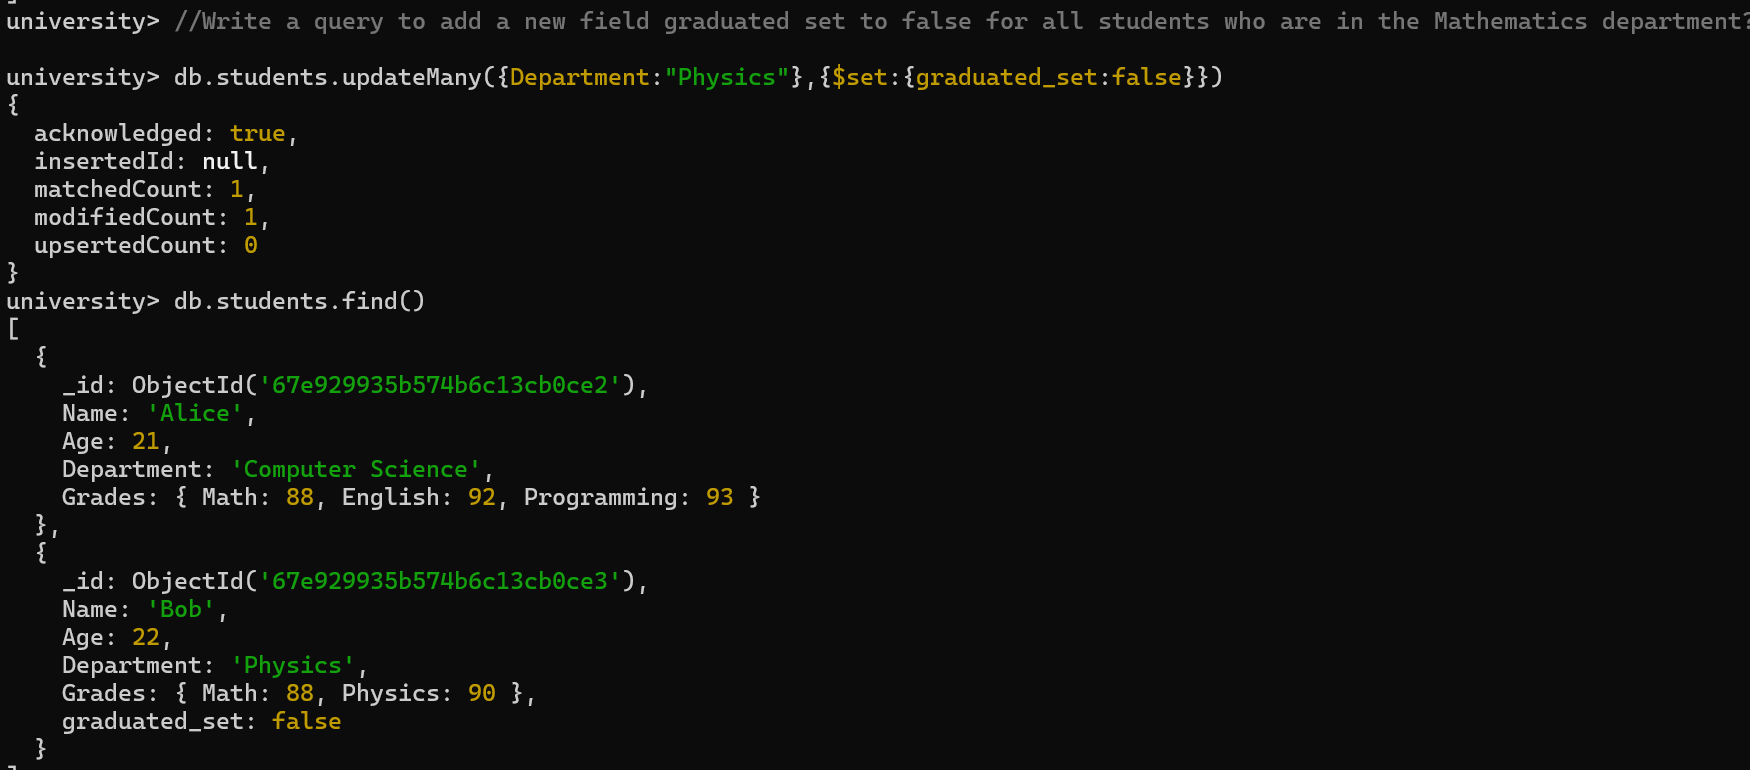 university> //Write a query to add a new field graduated set to false for all students who are in the Mathematics department?
university> db.students.updateMany({Department:"Physics"},{$set:{graduated_set:false}})
{
  acknowledged: true,
  insertedId: null,
  matchedCount: 1,
  modifiedCount: 1,
  upsertedCount: 0
}
university> db.students.find()
[
  {
    _id: ObjectId('67e929935b574b6c13cb0ce2'),
    Name: 'Alice',
    Age: 21,
    Department: 'Computer Science',
    Grades: { Math: 88, English: 92, Programming: 93 }
  },
  {
    _id: ObjectId('67e929935b574b6c13cb0ce3'),
    Name: 'Bob',
    Age: 22,
    Department: 'Physics',
    Grades: { Math: 88, Physics: 90 },
    graduated_set: false
  }